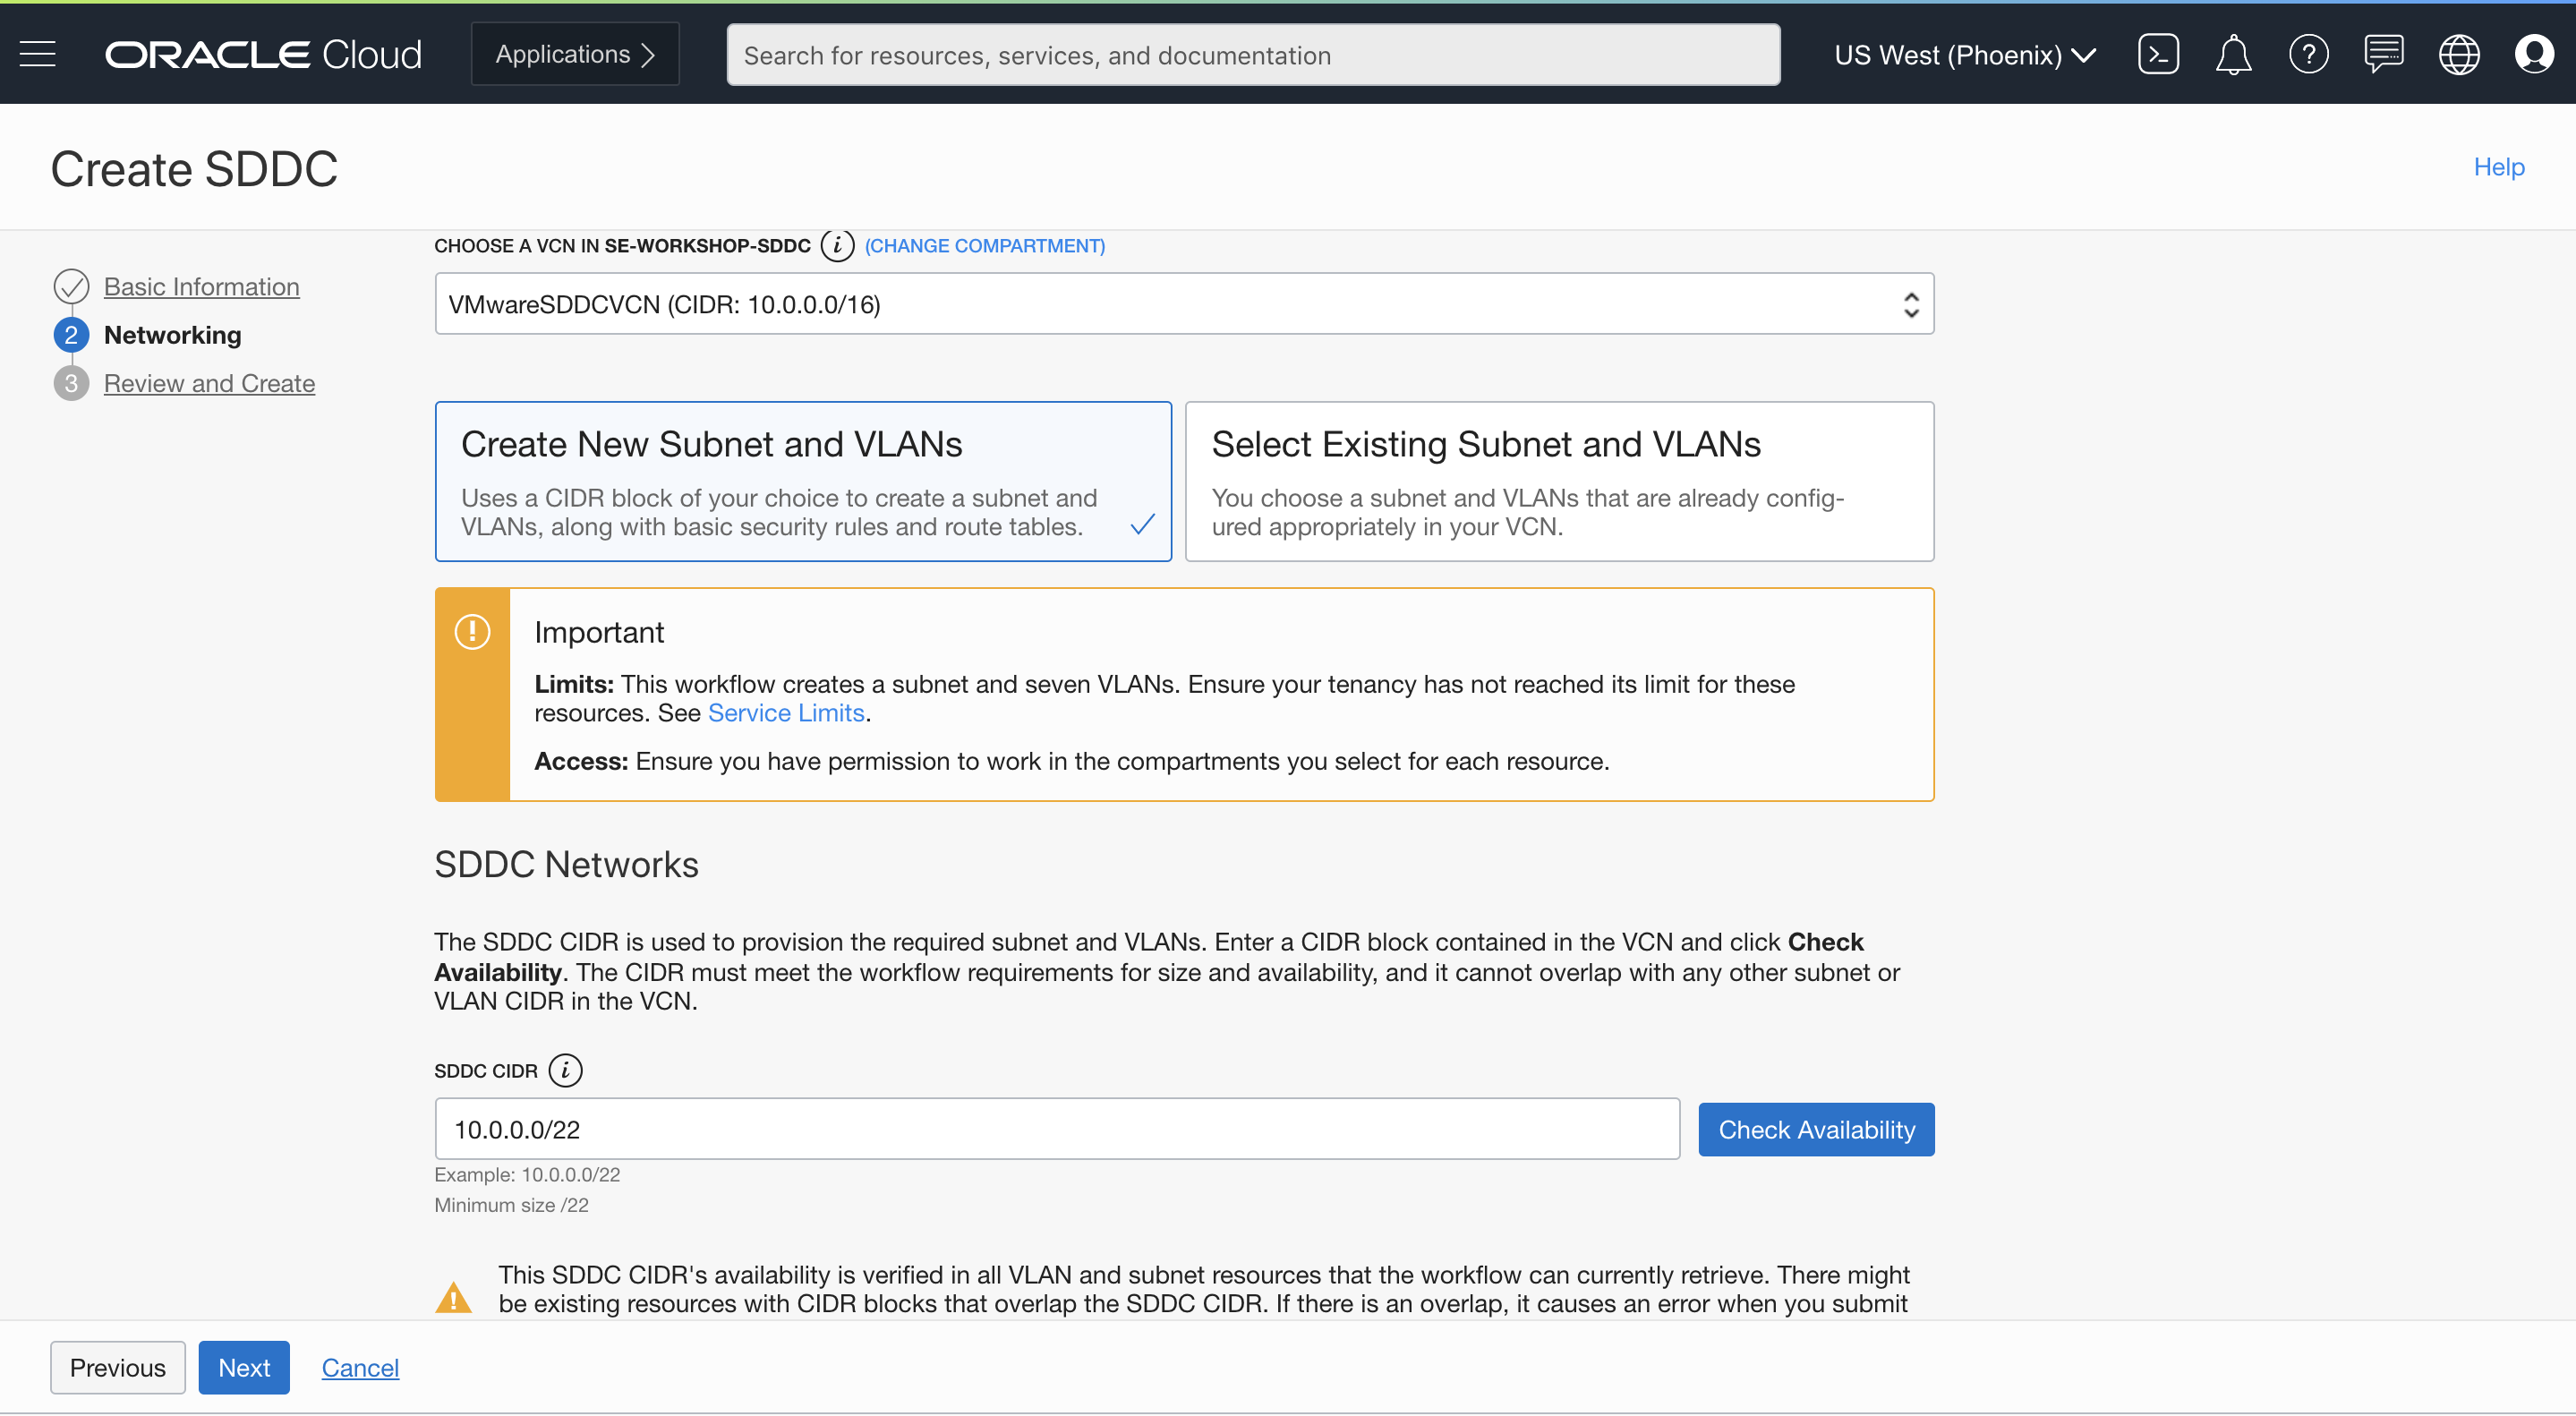 ORACLE Cloud
Applications
Search for resources, services, and documentation
US West (Phoenix)
Create SDDC
Help
Basic Information
2 Networking
3 Review and Create
CHOOSE A VCN IN SE-WORKSHOP-SDDC i (CHANGE COMPARTMENT)
VMwareSDDCVCN (CIDR: 10.0.0.0/16)
Create New Subnet and VLANs
Uses a CIDR block of your choice to create a subnet and
VLANs, along with basic security rules and route tables.
Select Existing Subnet and VLANs
You choose a subnet and VLANs that are already config-
ured appropriately in your VCN.
Important
Limits: This workflow creates a subnet and seven VLANs. Ensure your tenancy has not reached its limit for these
resources. See Service Limits.
Access: Ensure you have permission to work in the compartments you select for each resource.
SDDC Networks
The SDDC CIDR is used to provision the required subnet and VLANs. Enter a CIDR block contained in the VCN and click Check
Availability. The CIDR must meet the workflow requirements for size and availability, and it cannot overlap with any other subnet or
VLAN CIDR in the VCN.
SDDC CIDR i
10.0.0.0/22
Check Availability
Example: 10.0.0.0/22
Minimum size /22
This SDDC CIDR's availability is verified in all VLAN and subnet resources that the workflow can currently retrieve. There might
be existing resources with CIDR blocks that overlap the SDDC CIDR. If there is an overlap, it causes an error when you submit
Previous
Next
Cancel